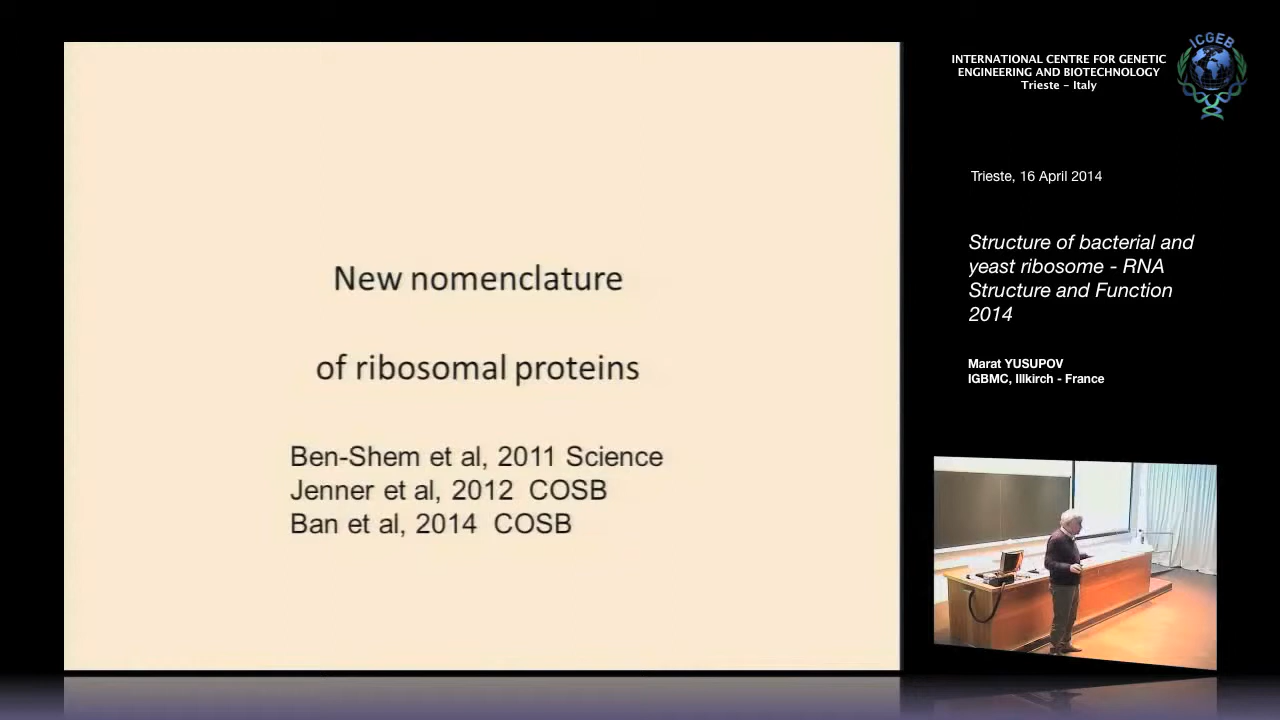 New nomenclature
of ribosomal proteins
Ben-Shem et al, 2011 Science
Jenner et al, 2012 COSB
Ban et al, 2014 COSB
INTERNATIONAL CENTRE FOR GENETIC
ENGINEERING AND BIOTECHNOLOGY
Trieste - Italy
ICGEB
Trieste, 16 April 2014
Structure of bacterial and
yeast ribosome - RNA
Structure and Function
2014
Marat YUSUPOV
IGBMC, Illkirch - France